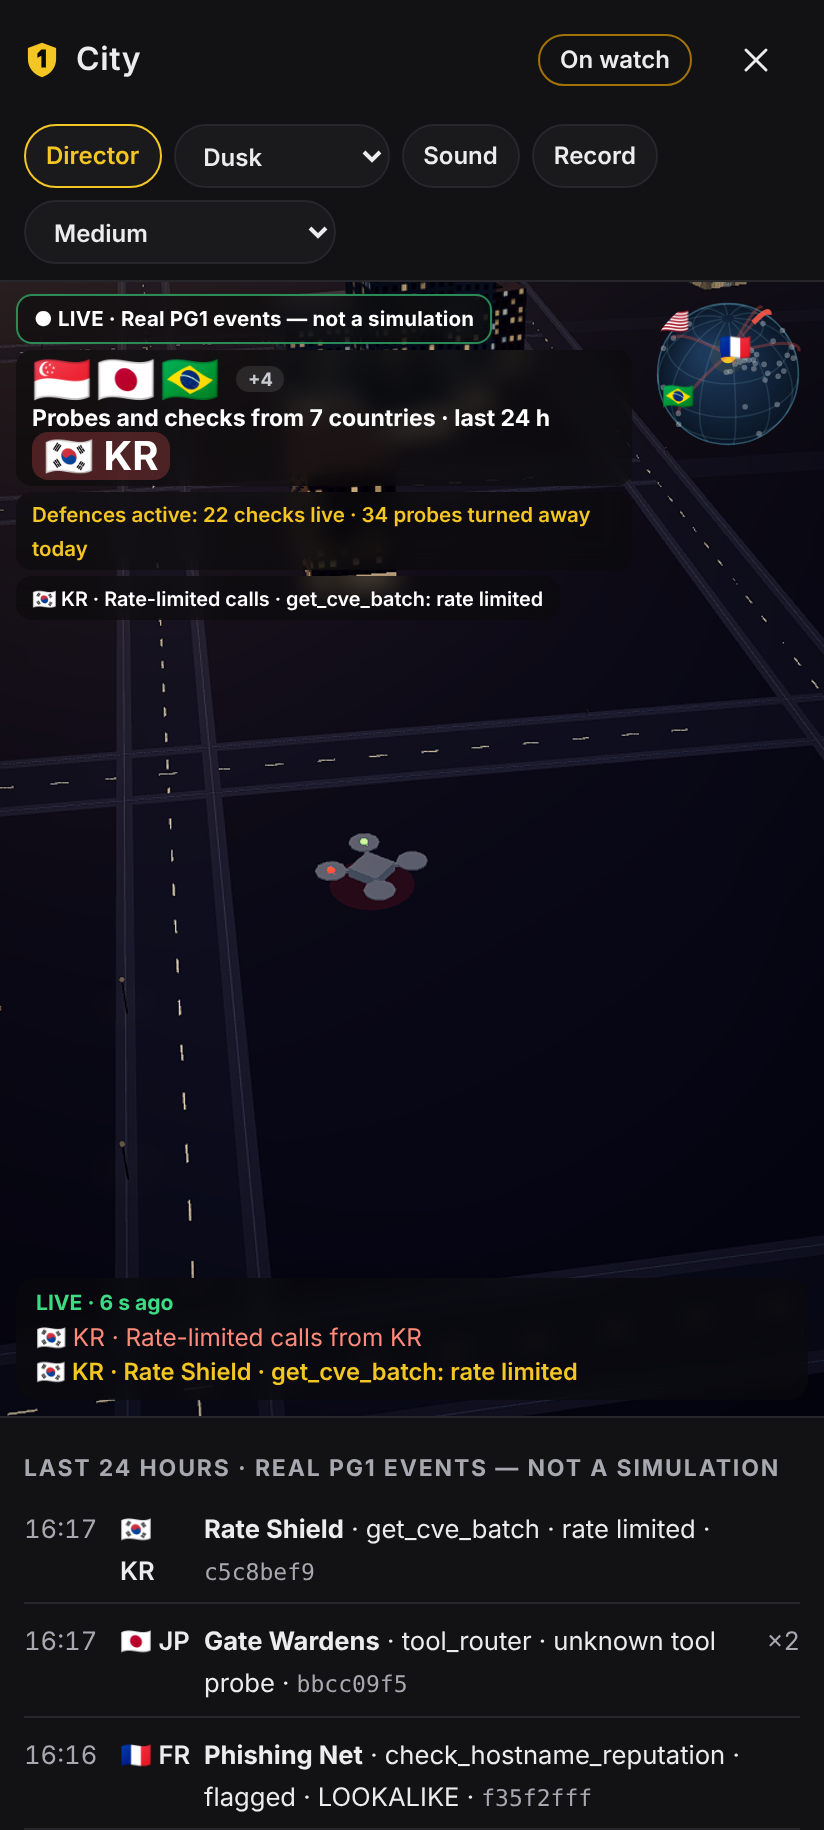 1 City
On watch
Director
Dusk
Sound
Record
Medium
LIVE · Real PG1 events — not a simulation
+4
Probes and checks from 7 countries · last 24 h
KR
Defences active: 22 checks live · 34 probes turned away
today
KR · Rate-limited calls · get_cve_batch: rate limited
LIVE · 6 s ago
KR · Rate-limited calls from KR
KR · Rate Shield · get_cve_batch: rate limited
LAST 24 HOURS · REAL PG1 EVENTS — NOT A SIMULATION
16:17 KR Rate Shield · get_cve_batch · rate limited ·
c5c8bef9
16:17 JP Gate Wardens · tool_router · unknown tool ×2
probe · bbcc09f5
16:16 FR Phishing Net · check_hostname_reputation ·
flagged · LOOKALIKE · f35f2fff